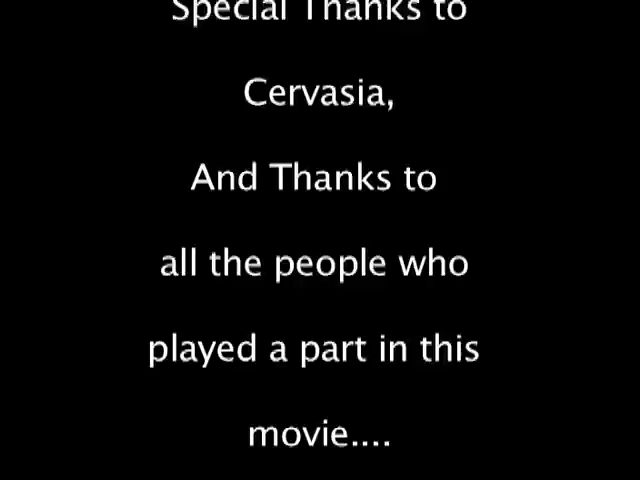 Special Thanks to
Cervasia,
And Thanks to
all the people who
played a part in this
movie....